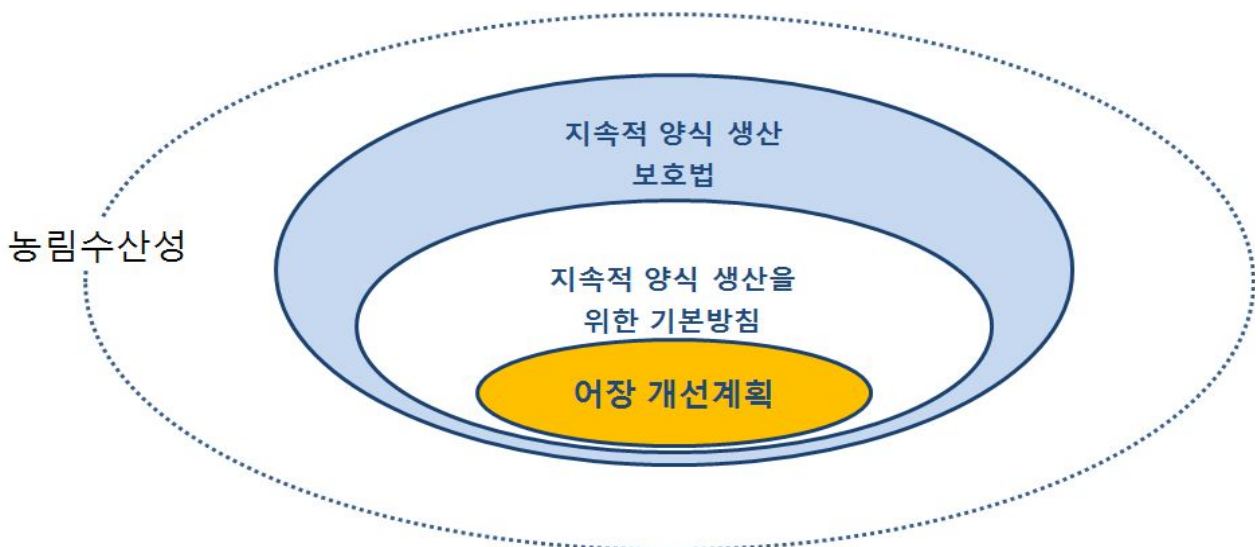 지속적 양식 생산
보호법
농림수산성
지속적 양식 생산을
위한 기본방침
어장 개선계획